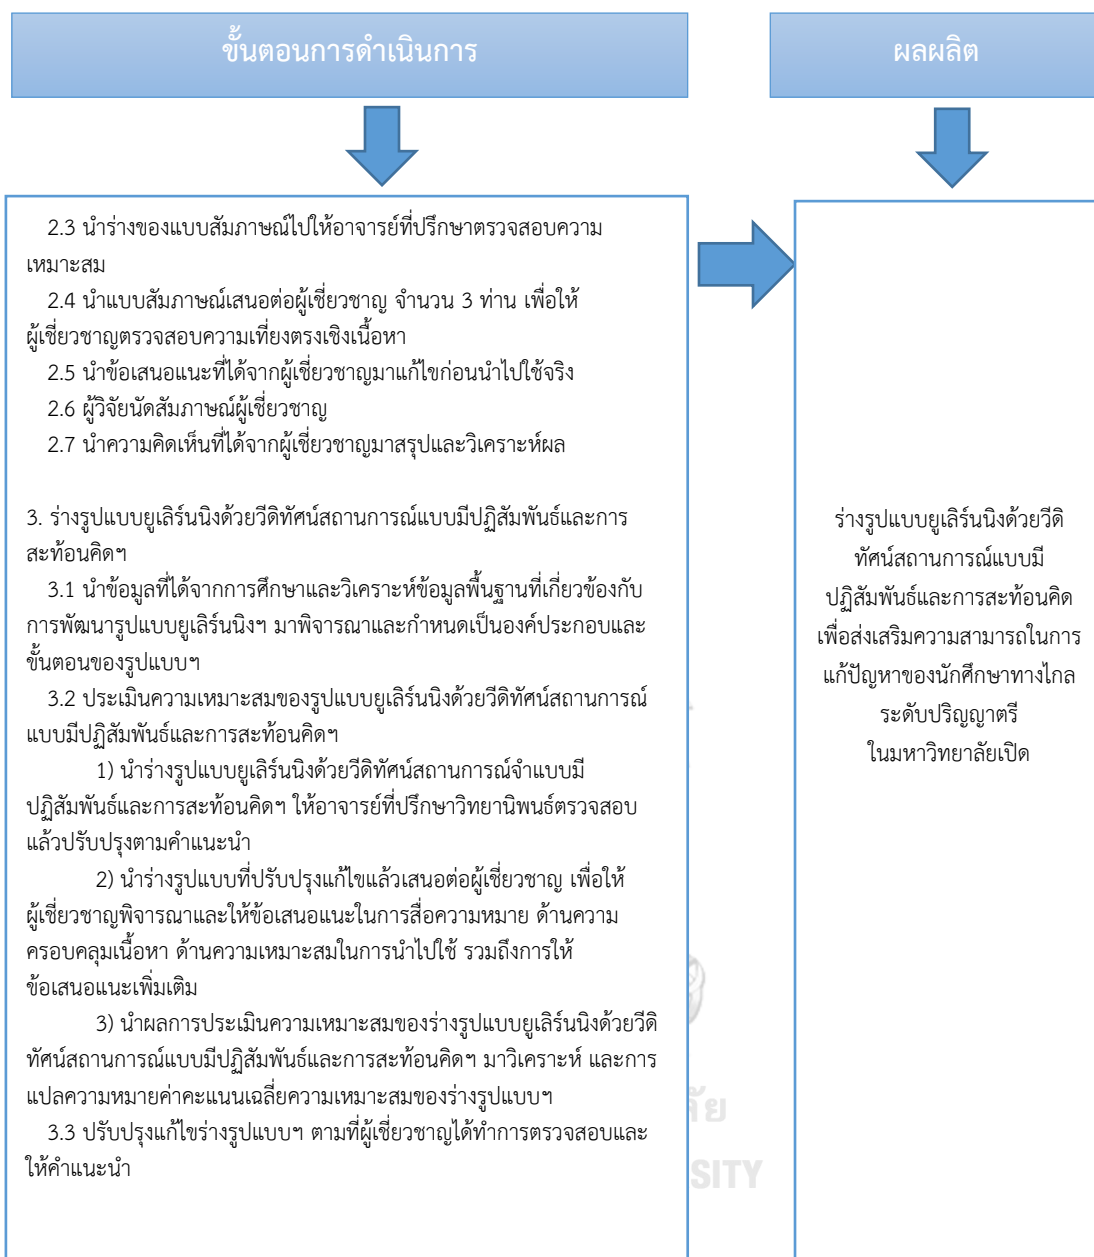 ขั้นตอนการดำเนินการ
ผลผลิต
2.3 นำร่างของแบบสัมภาษณ์ไปให้อาจารย์ที่ปรึกษาตรวจสอบความ
เหมาะสม
2.4 นำแบบสัมภาษณ์เสนอต่อผู้เชี่ยวชาญ จำนวน 3 ท่าน เพื่อให้
ผู้เชี่ยวชาญตรวจสอบความเที่ยงตรงเชิงเนื้อหา
2.5 นำข้อเสนอแนะที่ได้จากผู้เชี่ยวชาญมาแก้ไขก่อนนำไปใช้จริง
2.6 ผู้วิจัยนัดสัมภาษณ์ผู้เชี่ยวชาญ
2.7 นำความคิดเห็นที่ได้จากผู้เชี่ยวชาญมาสรุปและวิเคราะห์ผล
3. ร่างรูปแบบยูเลิร์นนิงด้วยวีดิทัศน์สถานการณ์แบบมีปฏิสัมพันธ์และการ
สะท้อนคิดฯ
3.1 นำข้อมูลที่ได้จากการศึกษาและวิเคราะห์ข้อมูลพื้นฐานที่เกี่ยวข้องกับ
การพัฒนารูปแบบยูเลิร์นนิงฯ มาพิจารณาและกำหนดเป็นองค์ประกอบและ
ขั้นตอนของรูปแบบฯ
3.2 ประเมินความเหมาะสมของรูปแบบยูเลิร์นนิงด้วยวีดิทัศน์สถานการณ์
แบบมีปฏิสัมพันธ์และการสะท้อนคิดฯ
1) นำร่างรูปแบบยูเลิร์นนิงด้วยวีดิทัศน์สถานการณ์จำแบบมี
ปฏิสัมพันธ์และการสะท้อนคิดฯ ให้อาจารย์ที่ปรึกษาวิทยานิพนธ์ตรวจสอบ
แล้วปรับปรุงตามคำแนะนำ
2) นำร่างรูปแบบที่ปรับปรุงแก้ไขแล้วเสนอต่อผู้เชี่ยวชาญ เพื่อให้
ผู้เชี่ยวชาญพิจารณาและให้ข้อเสนอแนะในการสื่อความหมาย ด้านความ
ครอบคลุมเนื้อหา ด้านความเหมาะสมในการนำไปใช้ รวมถึงการให้
ข้อเสนอแนะเพิ่มเติม
3) นำผลการประเมินความเหมาะสมของร่างรูปแบบยูเลิร์นนิงด้วยวีดิ
ทัศน์สถานการณ์แบบมีปฏิสัมพันธ์และการสะท้อนคิดฯ มาวิเคราะห์ และการ
แปลความหมายค่าคะแนนเฉลี่ยความเหมาะสมของร่างรูปแบบฯ
3.3 ปรับปรุงแก้ไขร่างรูปแบบฯ ตามที่ผู้เชี่ยวชาญได้ทำการตรวจสอบและ
ให้คำแนะนำ
ร่างรูปแบบยูเลิร์นนิงด้วยวีดิ
ทัศน์สถานการณ์แบบมี
ปฏิสัมพันธ์และการสะท้อนคิด
เพื่อส่งเสริมความสามารถในการ
แก้ปัญหาของนักศึกษาทางไกล
ระดับปริญญาตรี
ในมหาวิทยาลัยเปิด
ลัย
SITY